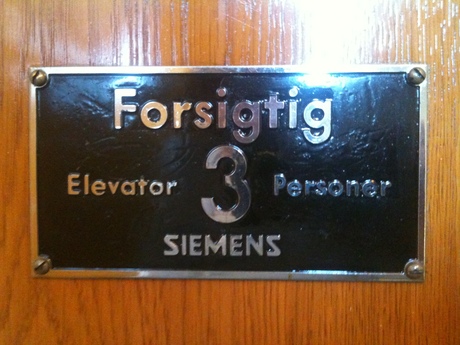 Forsigtig
Elevator 3 Personer
SIEMENS